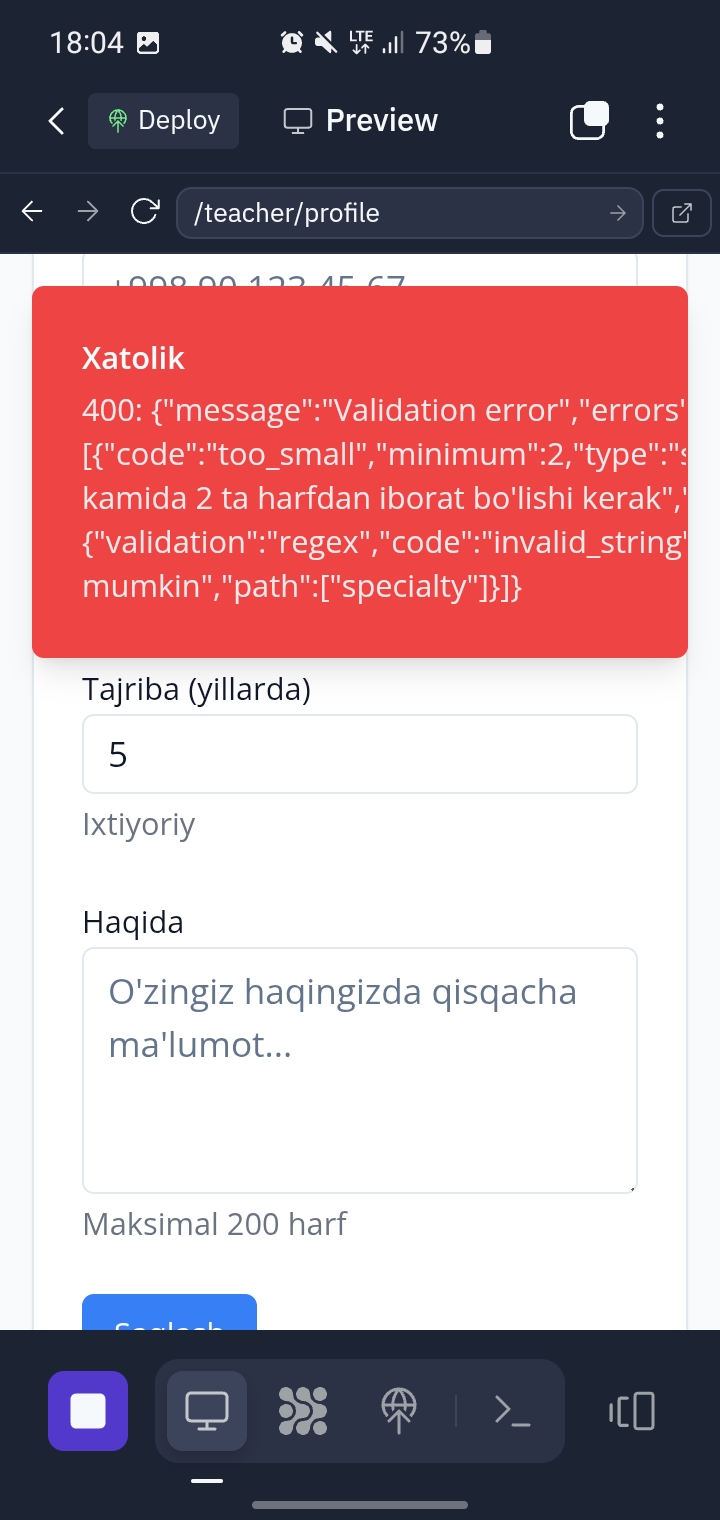 18:04
LTE
73%
Deploy
Preview
/teacher/profile
+998 90 123 45 67
Xatolik
400: {"message":"Validation error","errors"
[{"code":"too_small","minimum":2,"type":"s
kamida 2 ta harfdan iborat bo'lishi kerak","
{"validation":"regex","code":"invalid_string"
mumkin","path":["specialty"]}]}
Tajriba (yillarda)
5
Ixtiyoriy
Haqida
O'zingiz haqingizda qisqacha
ma'lumot...
Maksimal 200 harf
Saqlash